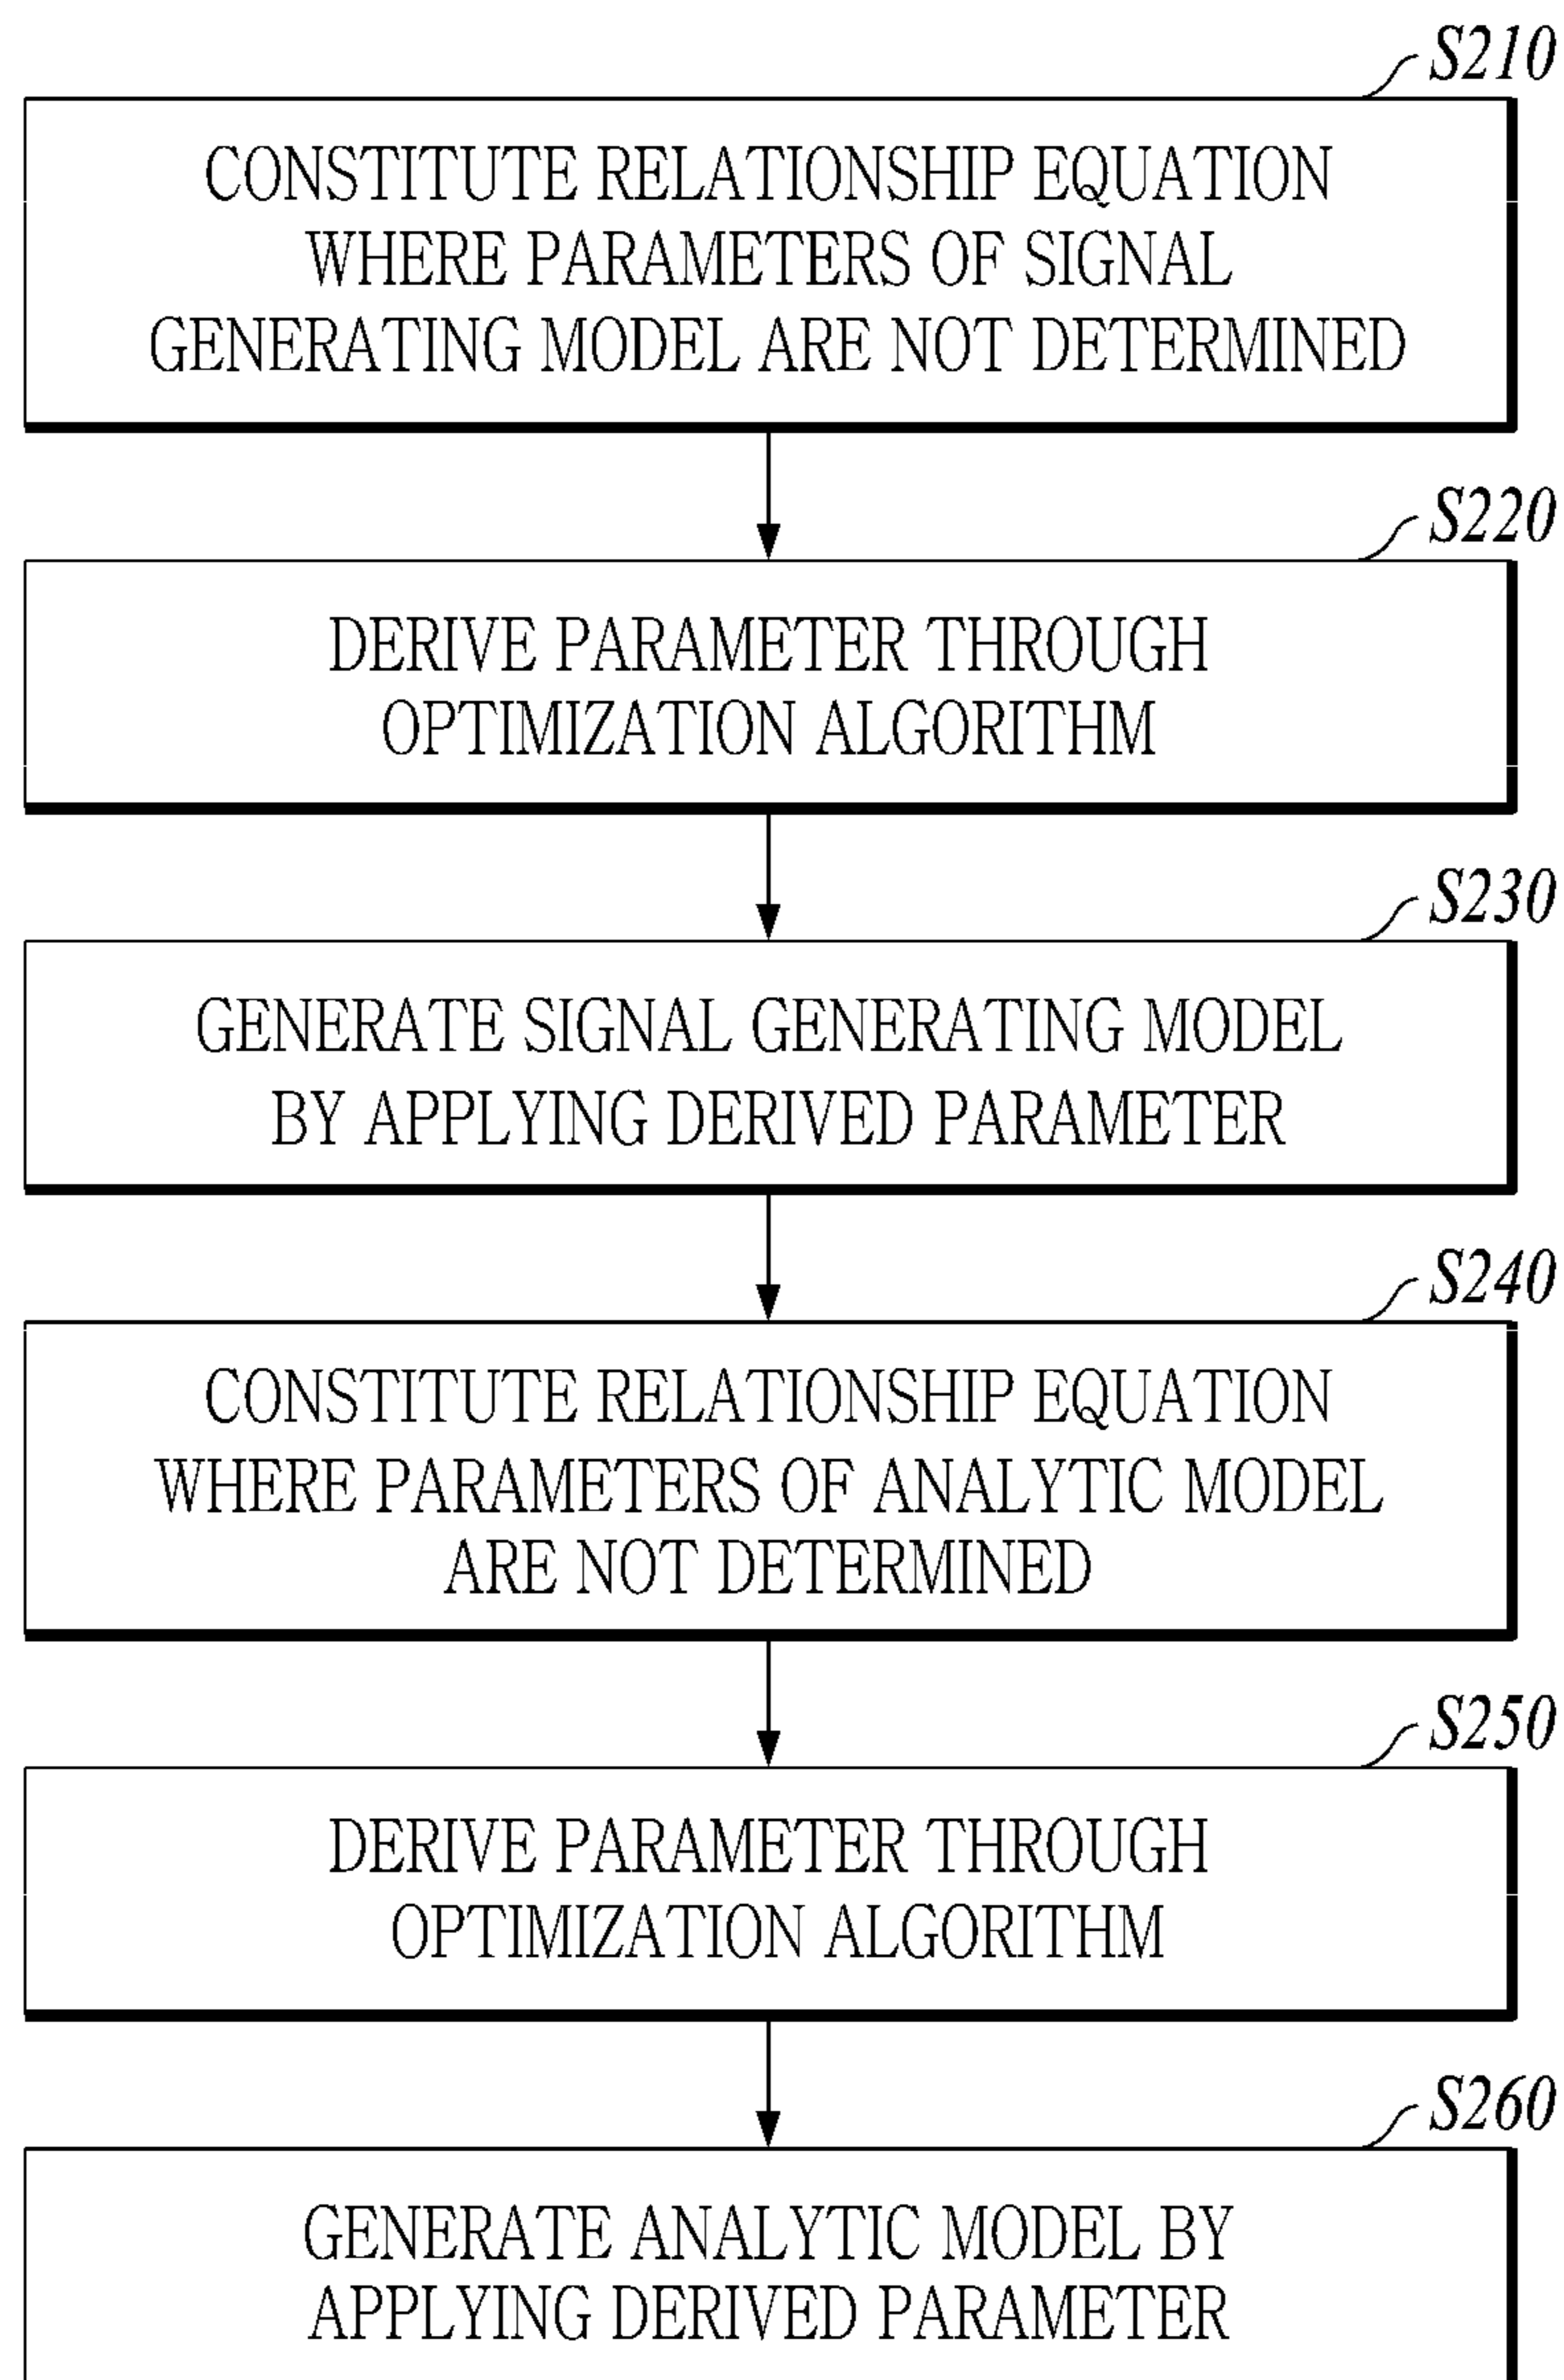 S210
CONSTITUTE RELATIONSHIP EQUATION
WHERE PARAMETERS OF SIGNAL
GENERATING MODEL ARE NOT DETERMINED
S220
DERIVE PARAMETER THROUGH
OPTIMIZATION ALGORITHM
S230
GENERATE SIGNAL GENERATING MODEL
BY APPLYING DERIVED PARAMETER
S240
CONSTITUTE RELATIONSHIP EQUATION
WHERE PARAMETERS OF ANALYTIC MODEL
ARE NOT DETERMINED
S250
DERIVE PARAMETER THROUGH
OPTIMIZATION ALGORITHM
S260
GENERATE ANALYTIC MODEL BY
APPLYING DERIVED PARAMETER